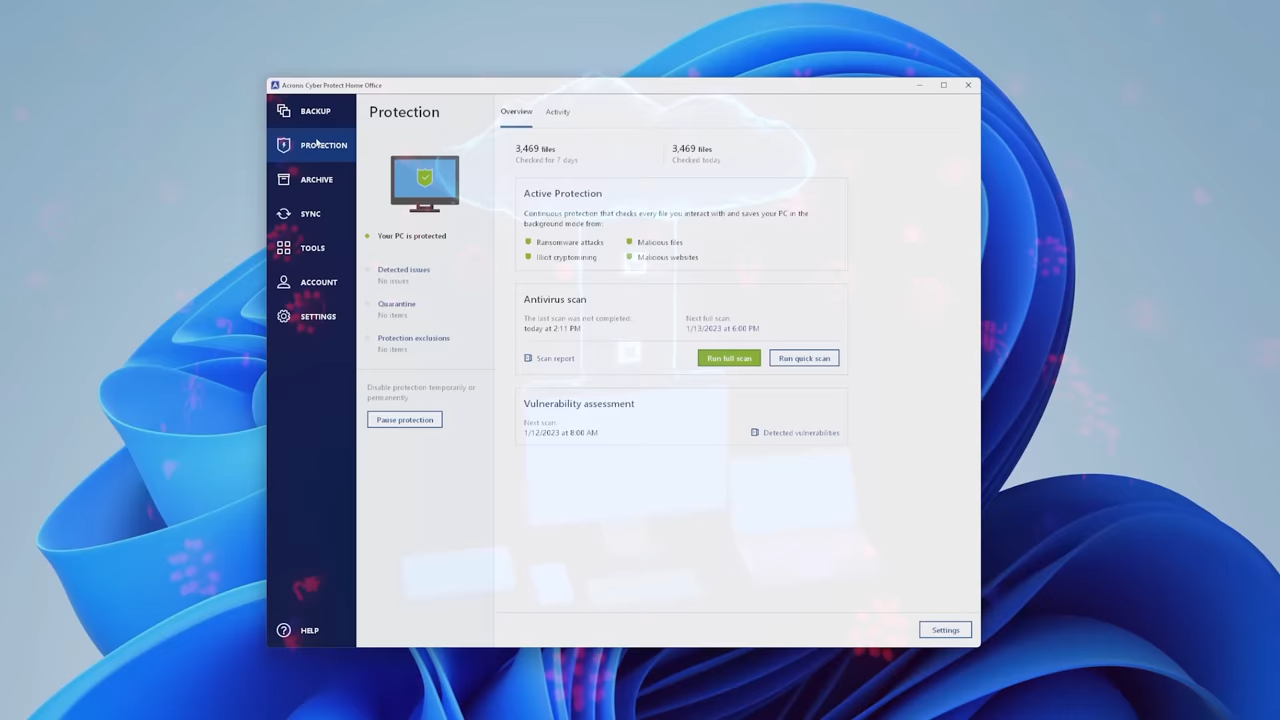 Acronis Cyber Protect Home Office
BACKUP
PROTECTION
ARCHIVE
SYNC
TOOLS
ACCOUNT
SETTINGS
HELP
Protection
Your PC is protected
Detected issues
No issues
Quarantine
No items
Protection exclusions
No items
Disable protection temporarily or
permanently
Pause protection
Overview
Activity
3,469 files
Checked for 7 days
3,469 files
Checked today
Active Protection
Continuous protection that checks every file you interact with and saves your PC in the
background mode from:
Ransomware attacks
Malicious files
Illicit cryptomining
Malicious websites
Antivirus scan
The last scan was not completed:
today at 2:11 PM
Next full scan:
1/13/2023 at 6:00 PM
Scan report
Run full scan
Run quick scan
Vulnerability assessment
Next scan:
1/12/2023 at 8:00 AM
Detected vulnerabilities
Settings